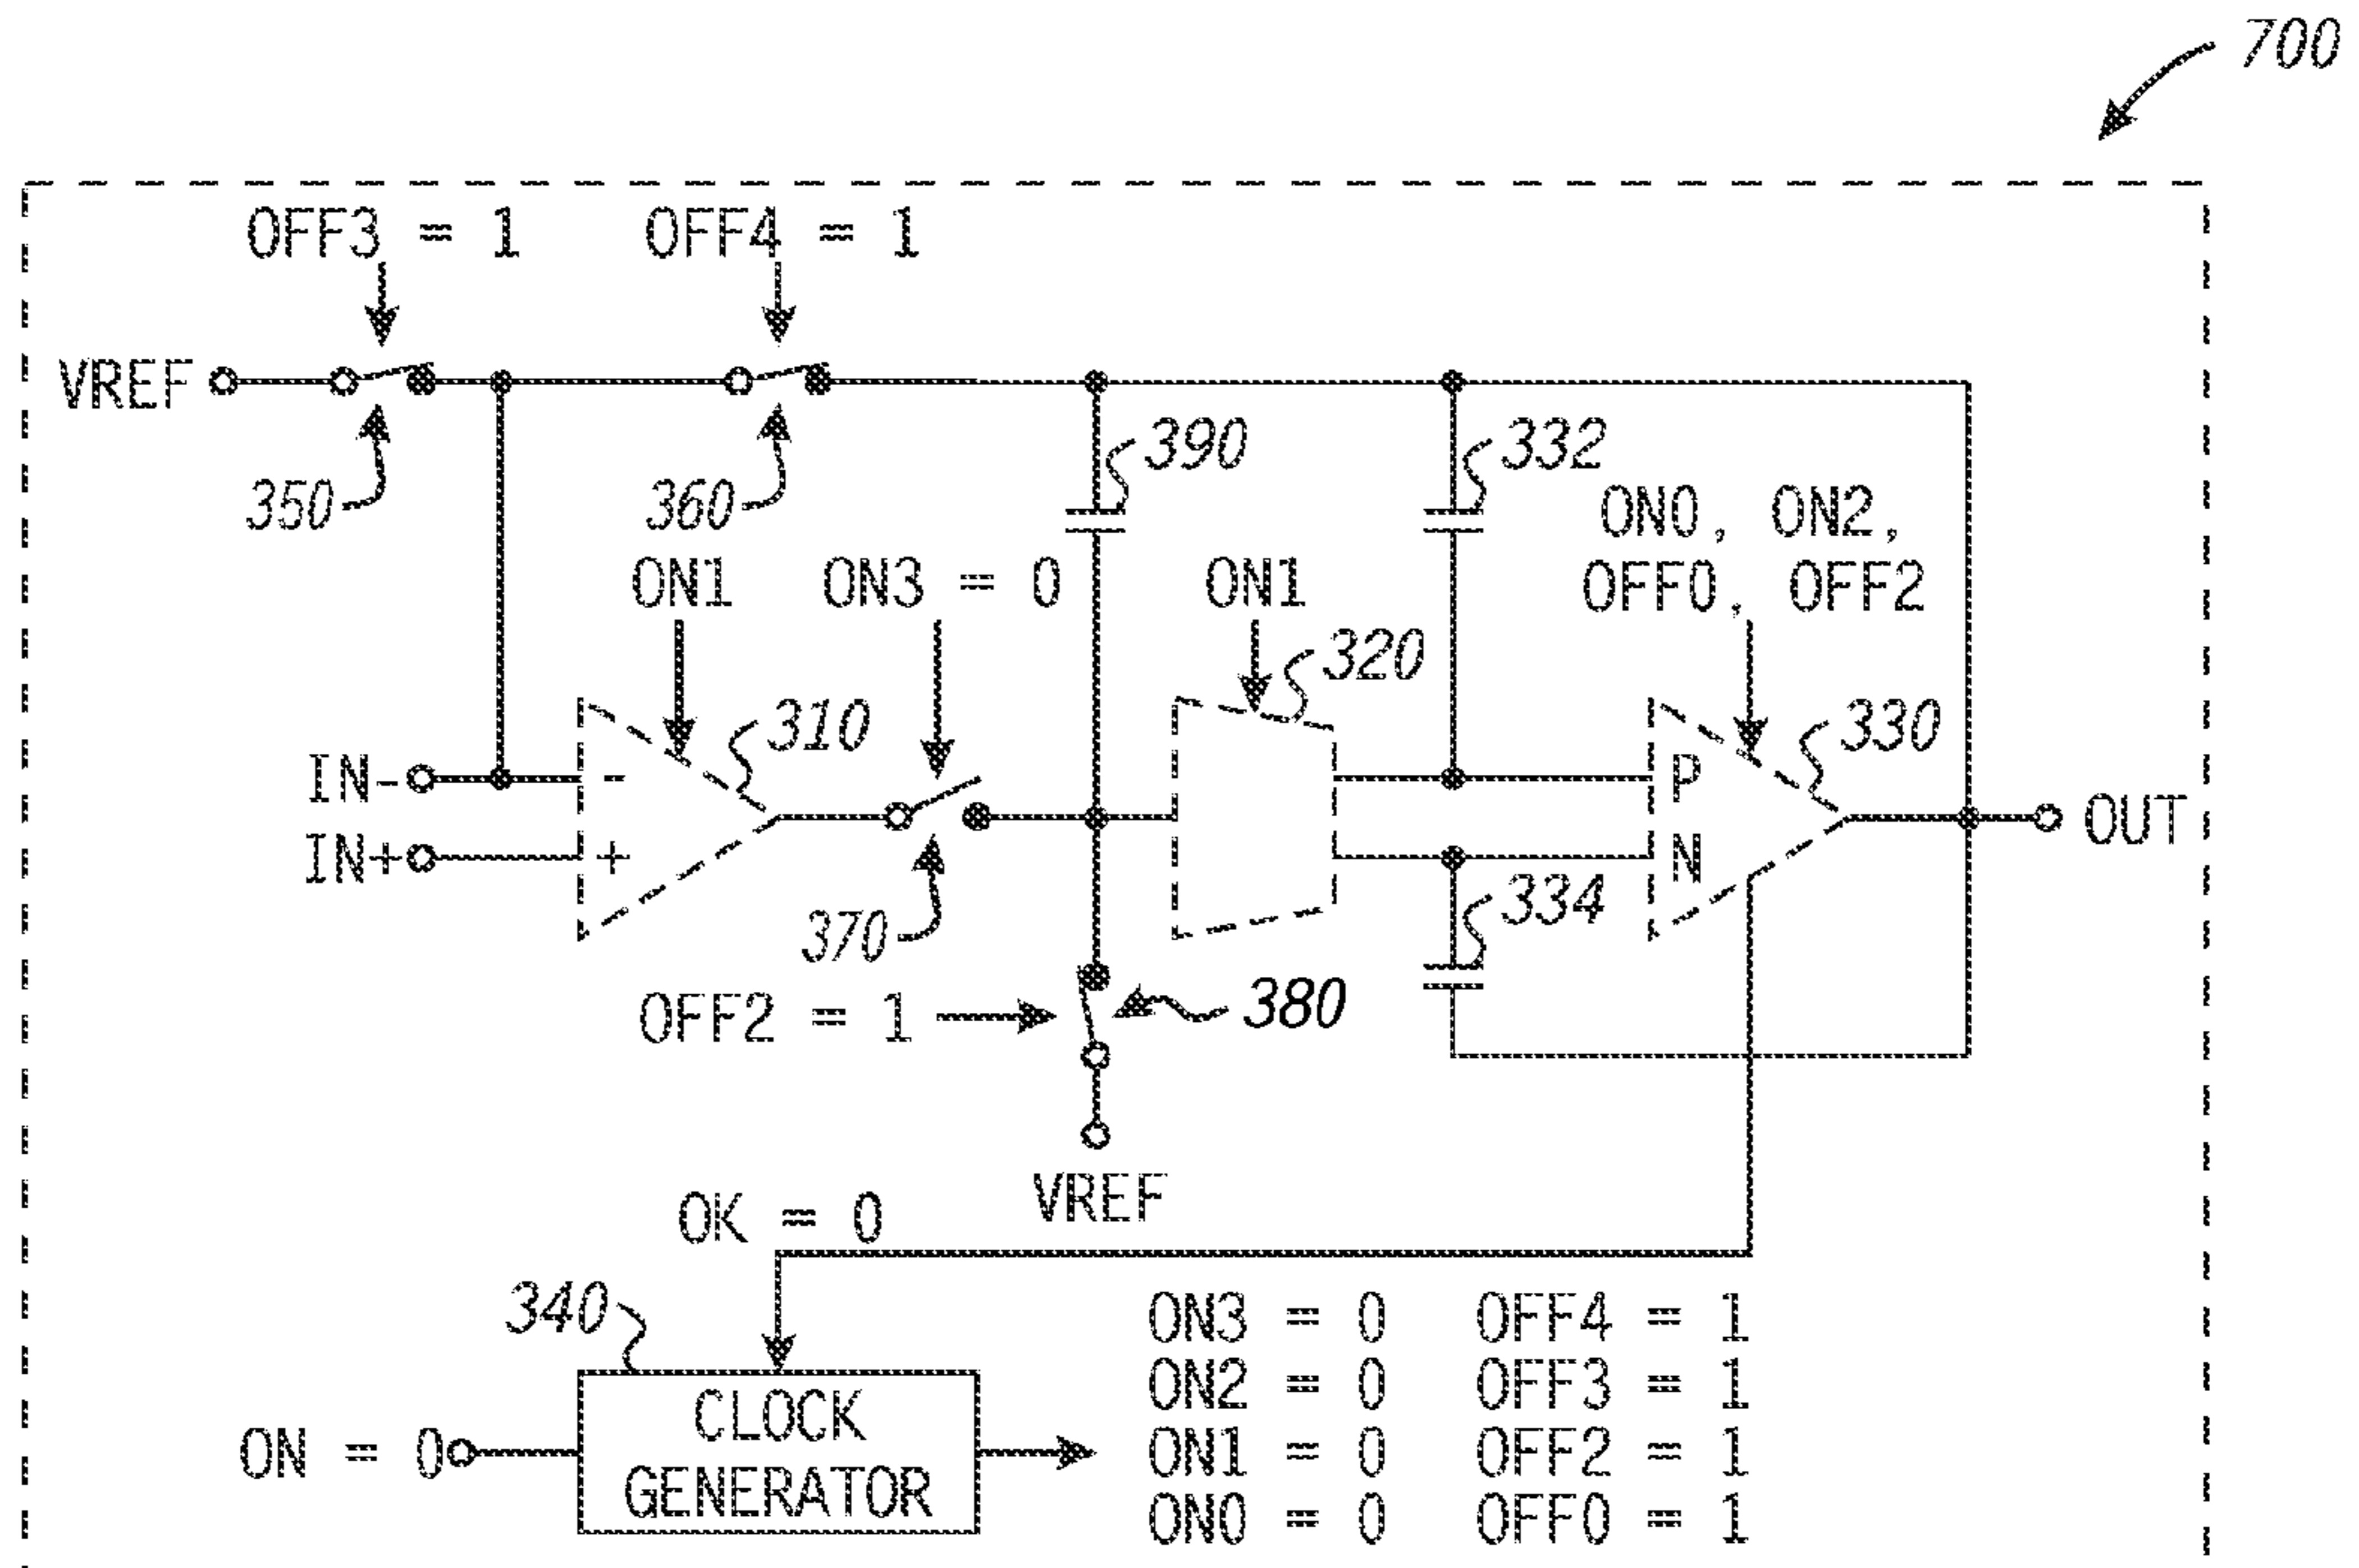 700
OFF3 = 1 OFF4 = 1
VREF
390
332
350
360
ON0, ON2,
OFF0, OFF2
ON1
ON3 = 0
ON1
320
310
330
IN-
-
P
OUT
IN+
+
N
370
334
OFF2 = 1
380
VREF
OK = 0
340
CLOCK
GENERATOR
ON = 0
ON3 = 0 OFF4 = 1
ON2 = 0 OFF3 = 1
ON1 = 0 OFF2 = 1
ON0 = 0 OFF0 = 1